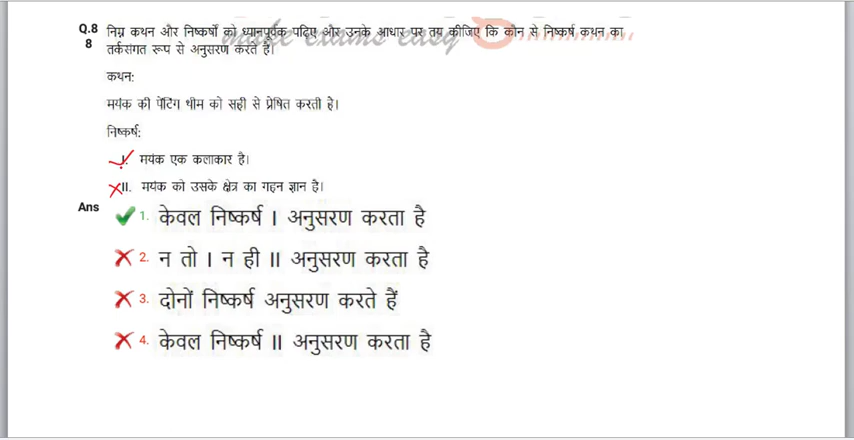 Q.8 निम्न कथन और निष्कर्षों को ध्यानपूर्वक पढ़िए और उनके आधार पर तय कीजिए कि कौन से निष्कर्ष कथन का
8 तर्कसंगत रूप से अनुसरण करते हैं।
make exams easy
कथन:
मयंक की पेंटिंग थीम को सही से प्रेषित करती है।
निष्कर्ष:
I. मयंक एक कलाकार है।
II. मयंक को उसके क्षेत्र का गहन ज्ञान है।
Ans
1. केवल निष्कर्ष I अनुसरण करता है
2. न तो I न ही II अनुसरण करता है
3. दोनों निष्कर्ष अनुसरण करते हैं
4. केवल निष्कर्ष II अनुसरण करता है